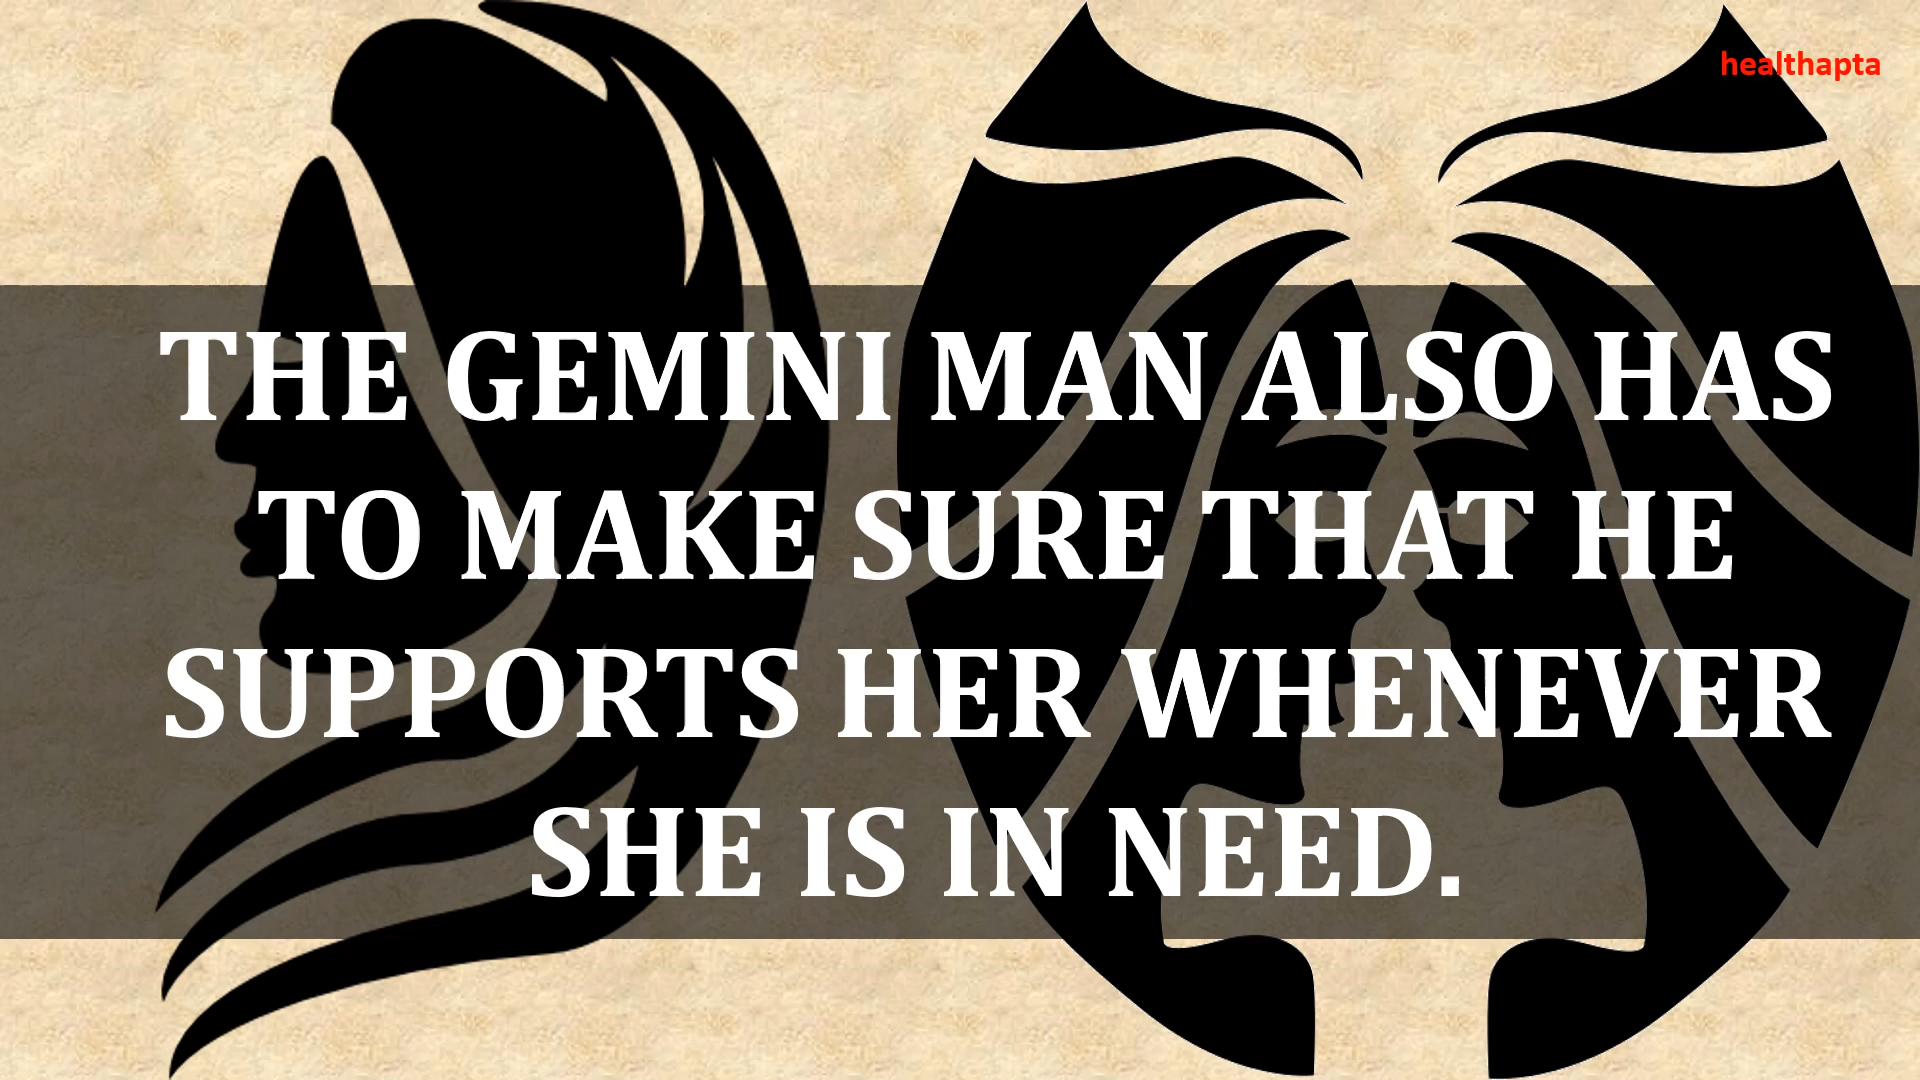 healthapta
THE GEMINI MAN ALSO HAS
TO MAKE SURE THAT HE
SUPPORTS HER WHENEVER
SHE IS IN NEED.